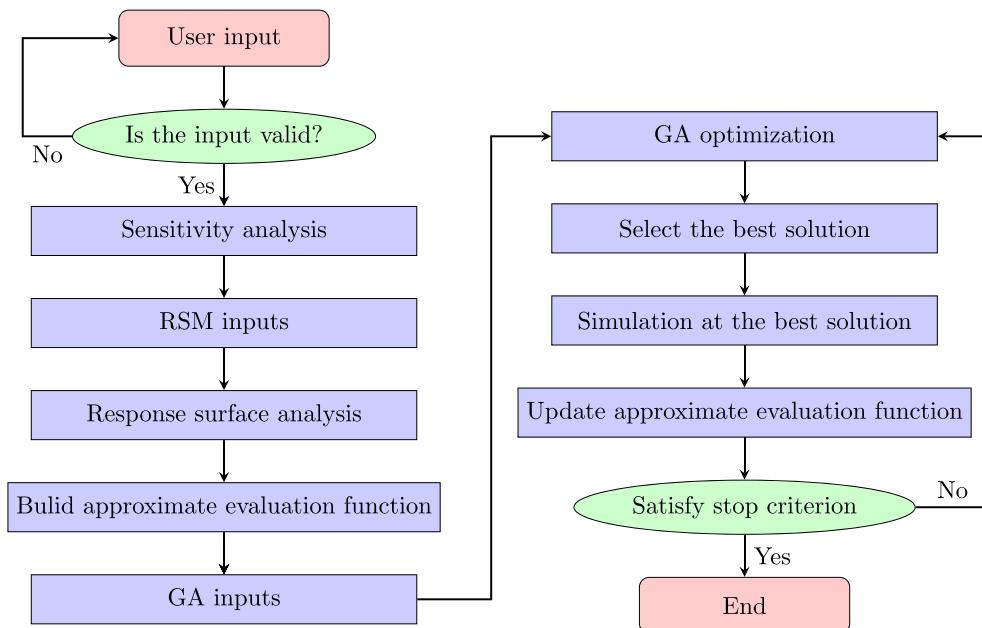 User input
Is the input valid?
No
Yes
Sensitivity analysis
RSM inputs
Response surface analysis
Bulid approximate evaluation function
GA inputs
GA optimization
Select the best solution
Simulation at the best solution
Update approximate evaluation function
Satisfy stop criterion
No
Yes
End